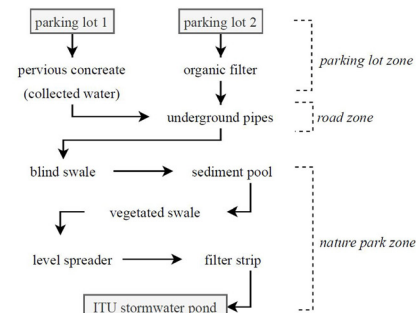 parking lot 1
parking lot 2
pervious concreate
(collected water)
organic filter
parking lot zone
underground pipes
road zone
blind swale
sediment pool
vegetated swale
nature park zone
level spreader
filter strip
ITU stormwater pond